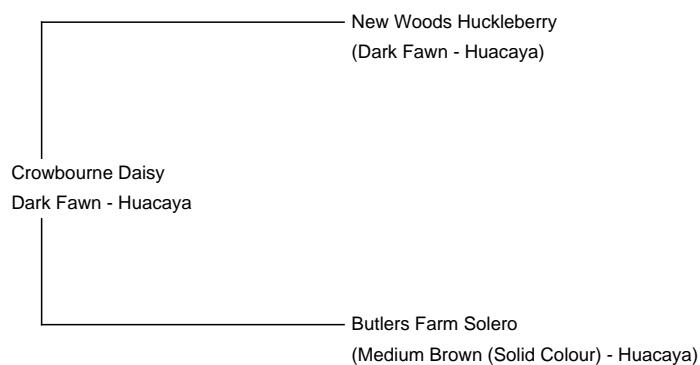 New Woods Huckleberry
(Dark Fawn - Huacaya)
Crowbourne Daisy
Dark Fawn - Huacaya
Butlers Farm Solero
(Medium Brown (Solid Colour) - Huacaya)